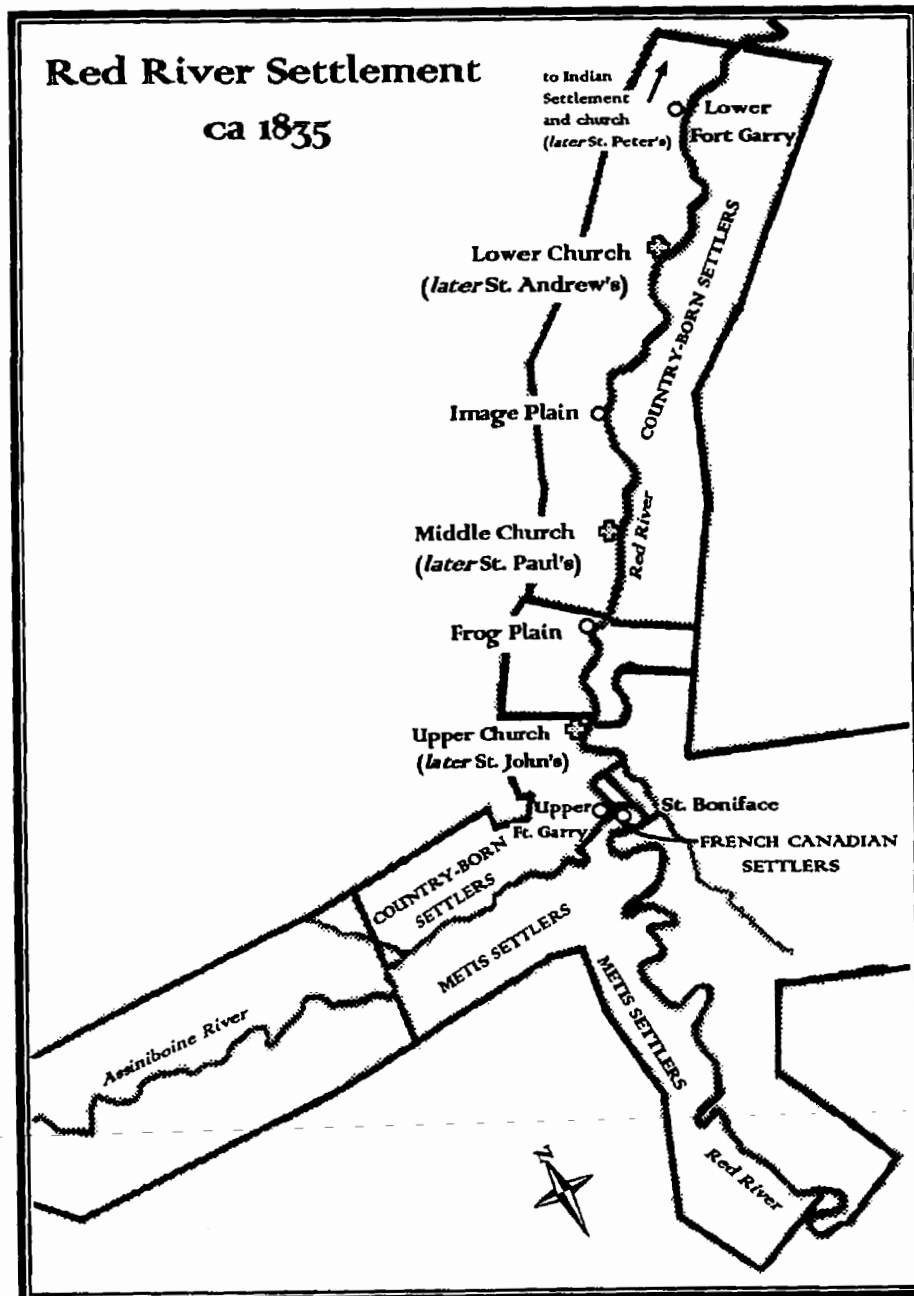 Red River Settlement
ca 1835
to Indian
Settlement
and church
(later St. Peter's)
Lower
Fort Garry
Lower Church
(later St. Andrew's)
COUNTRY-BORN SETTLERS
Image Plain
Middle Church
(later St. Paul's)
Red River
Frog Plain
Upper Church
(later St. John's)
Upper
Ft. Garry
St. Boniface
FRENCH CANADIAN
SETTLERS
COUNTRY-BORN
SETTLERS
METIS SETTLERS
METIS SETTLERS
Assiniboine River
Red River
N